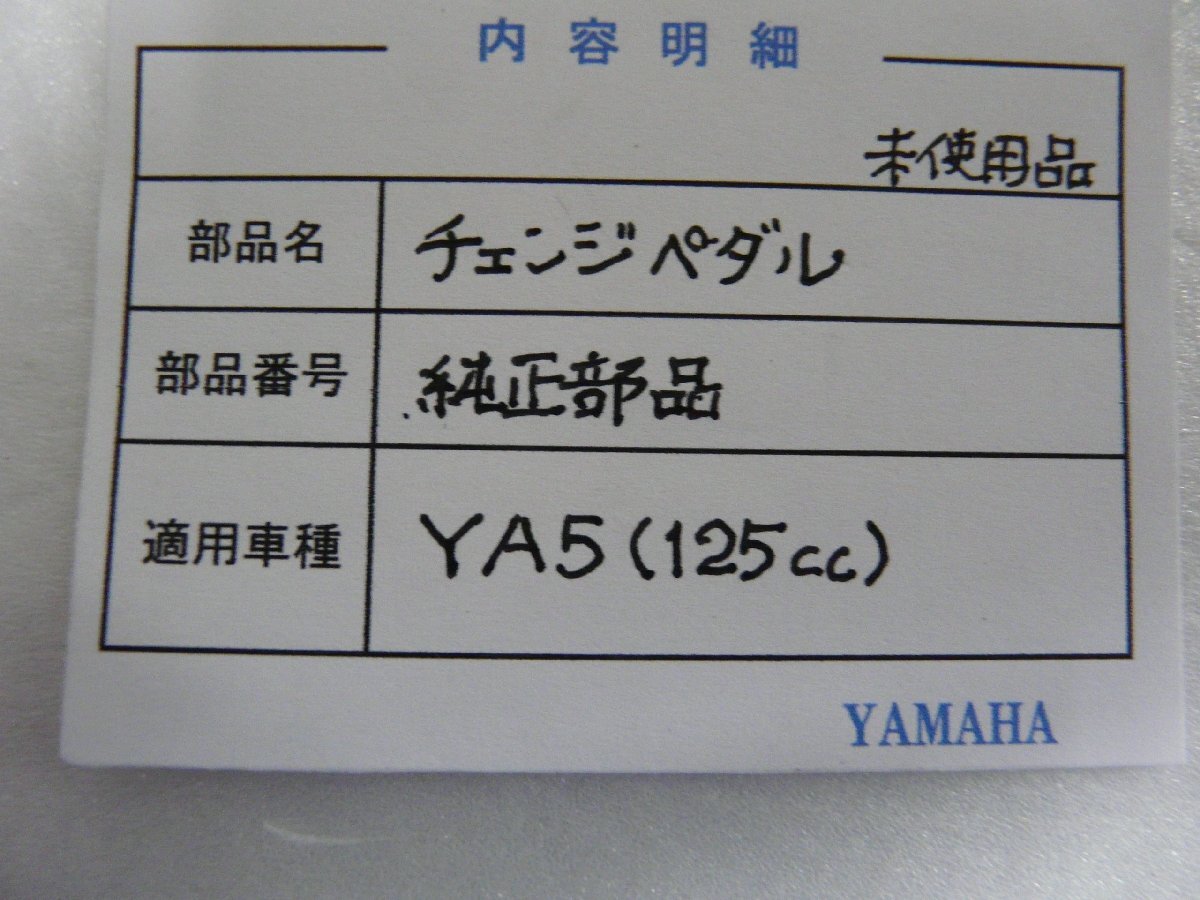 内容明細
未使用品
部品名 チェンジペダル
部品番号 純正部品
適用車種 YA5(125cc)
YAMAHA